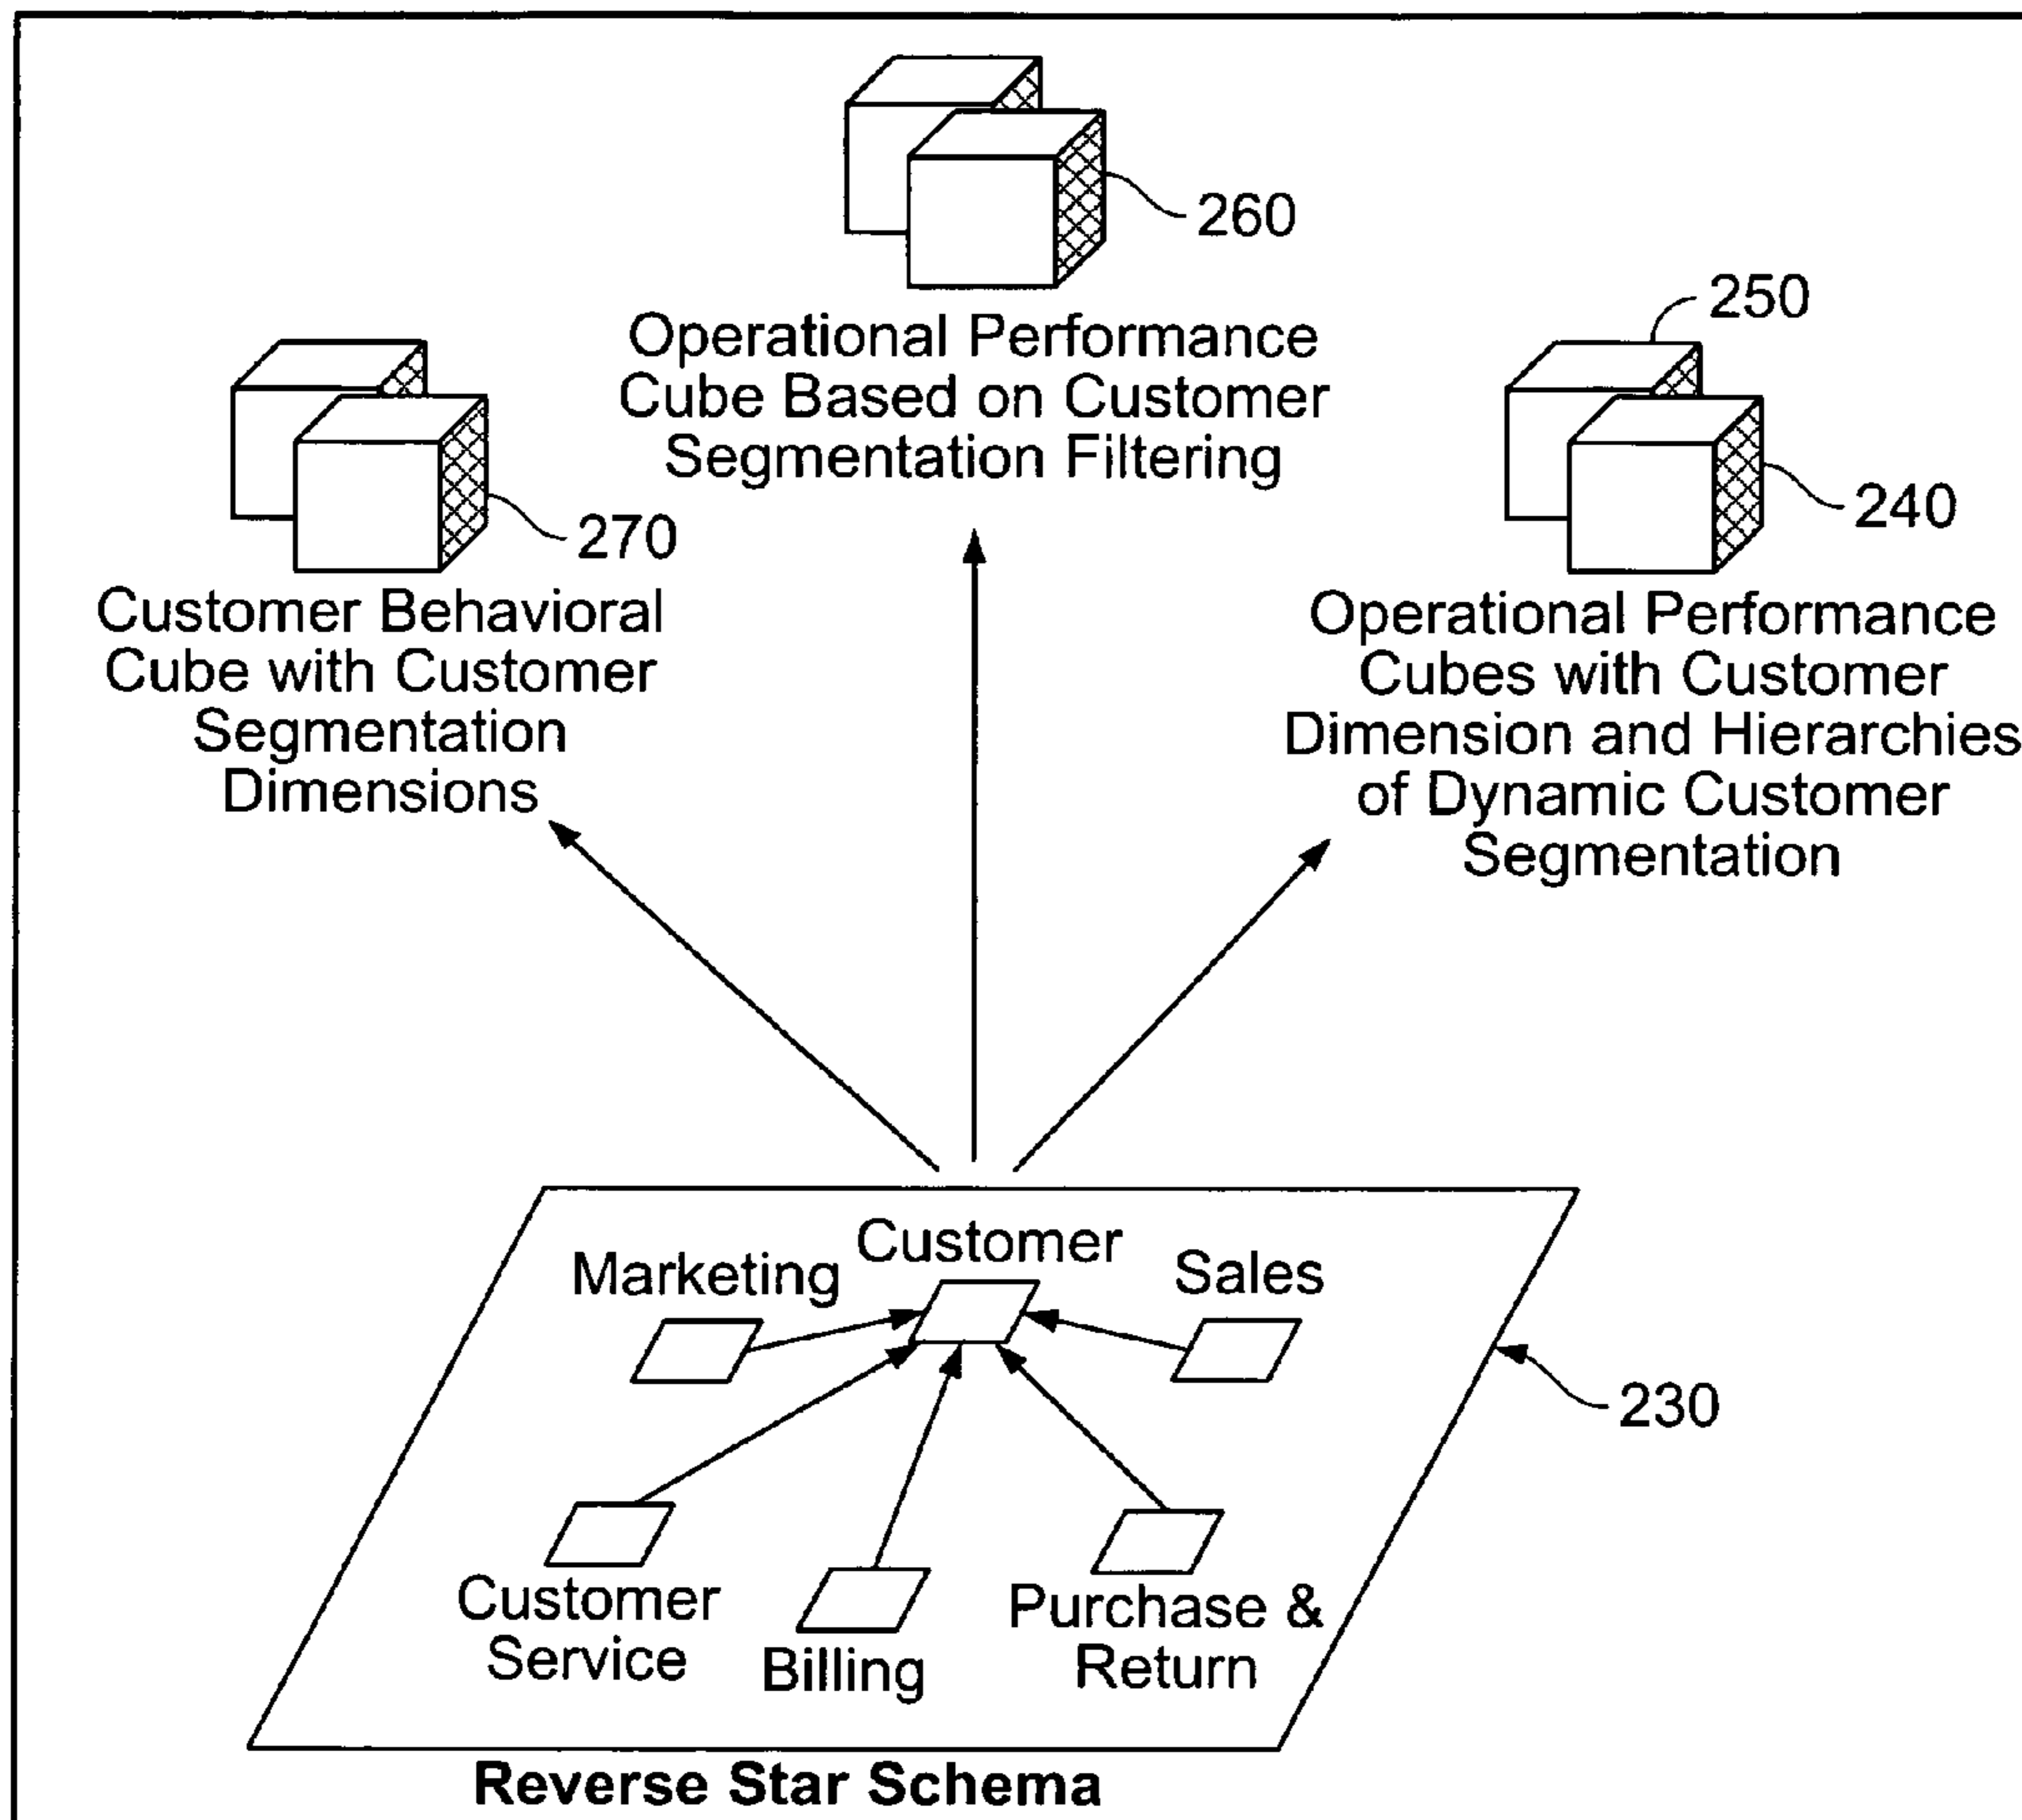 260
Operational Performance
Cube Based on Customer
Segmentation Filtering
250
240
270
Customer Behavioral
Cube with Customer
Segmentation
Dimensions
Operational Performance
Cubes with Customer
Dimension and Hierarchies
of Dynamic Customer
Segmentation
Customer
Marketing
Sales
230
Customer
Service
Billing
Purchase &
Return
Reverse Star Schema